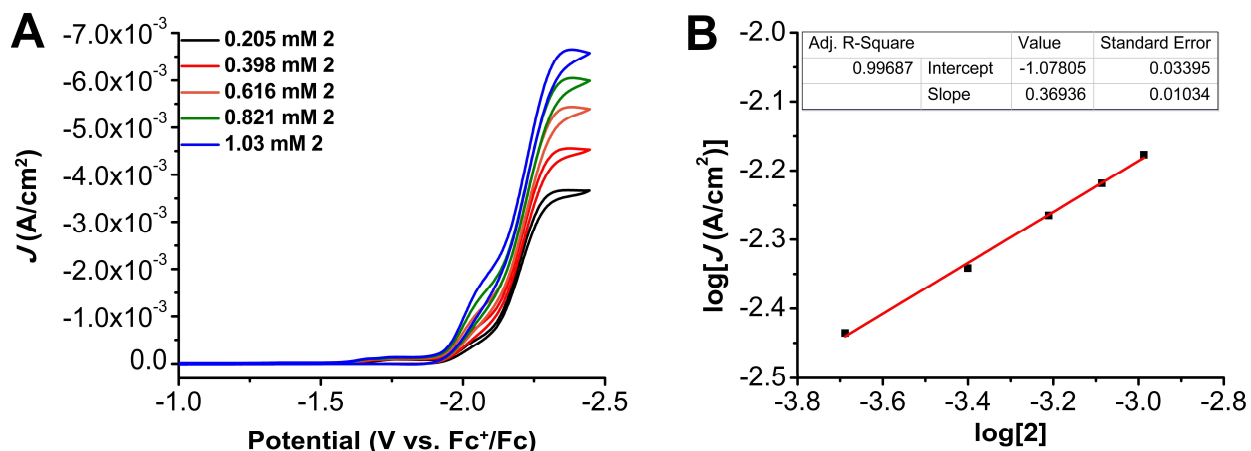 A
J (A/cm²)
-7.0x10⁻³
-6.0x10⁻³
-5.0x10⁻³
-4.0x10⁻³
-3.0x10⁻³
-2.0x10⁻³
-1.0x10⁻³
0.0
0.205 mM 2
0.398 mM 2
0.616 mM 2
0.821 mM 2
1.03 mM 2
-1.0 -1.5 -2.0 -2.5
Potential (V vs. Fc⁺/Fc)
B
log[J (A/cm²)]
-2.0
-2.1
-2.2
-2.3
-2.4
-2.5
Adj. R-Square Value Standard Error
0.99687 Intercept -1.07805 0.03395
Slope 0.36936 0.01034
-3.8 -3.6 -3.4 -3.2 -3.0 -2.8
log[2]